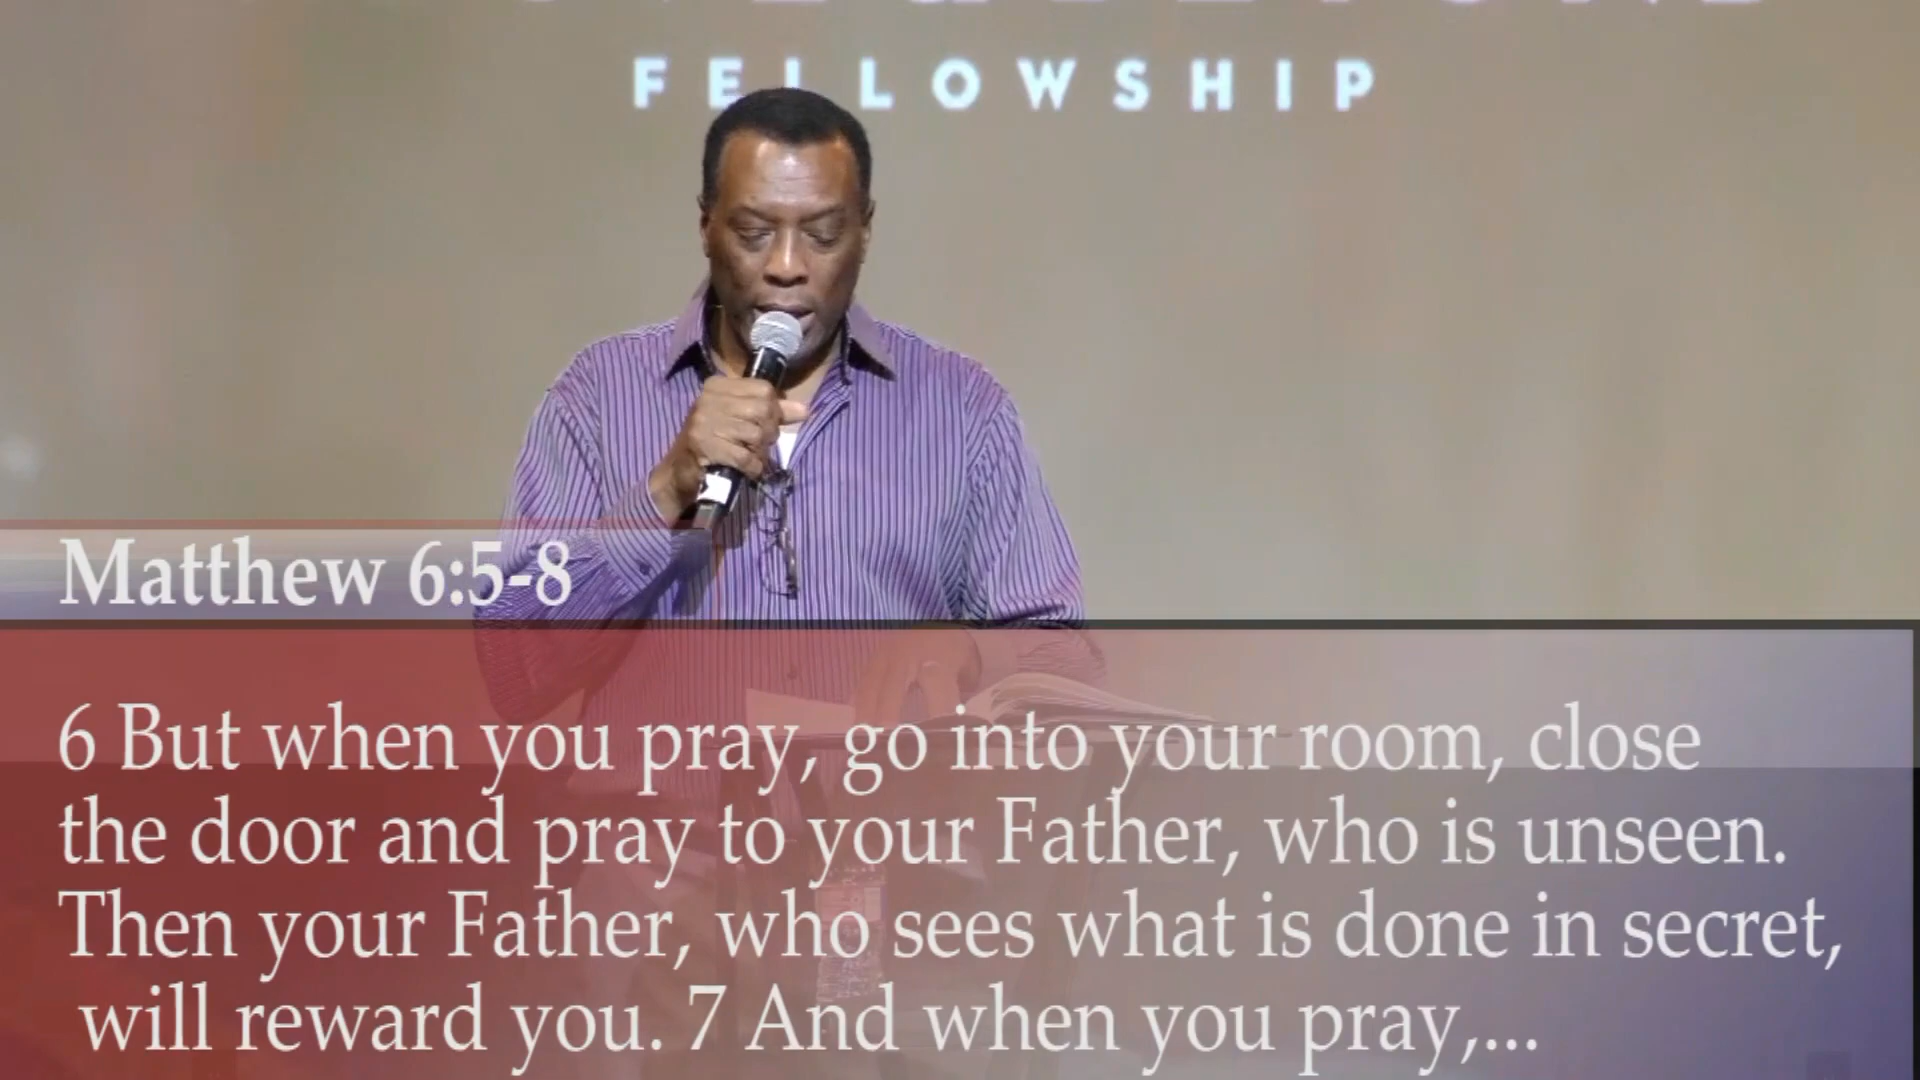 FELLOWSHIP
Matthew 6:5-8
6 But when you pray, go into your room, close
the door and pray to your Father, who is unseen.
Then your Father, who sees what is done in secret,
will reward you. 7 And when you pray,...